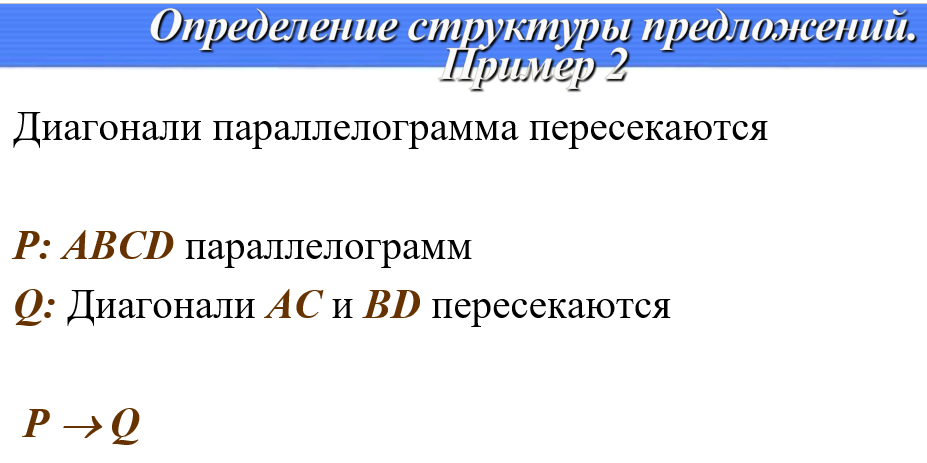 Определение структуры предложений.
Пример 2
Диагонали параллелограмма пересекаются
P: ABCD параллелограмм
Q: Диагонали AC и BD пересекаются
P → Q